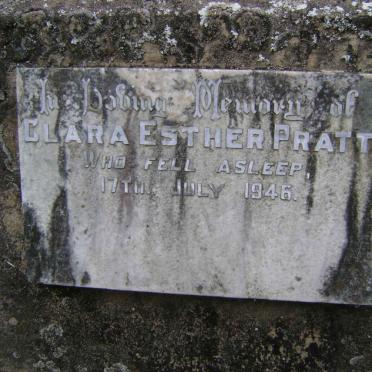 In Loving Memory of
CLARA ESTHER PRATT
WHO FELL ASLEEP,
17TH. JULY 1946.